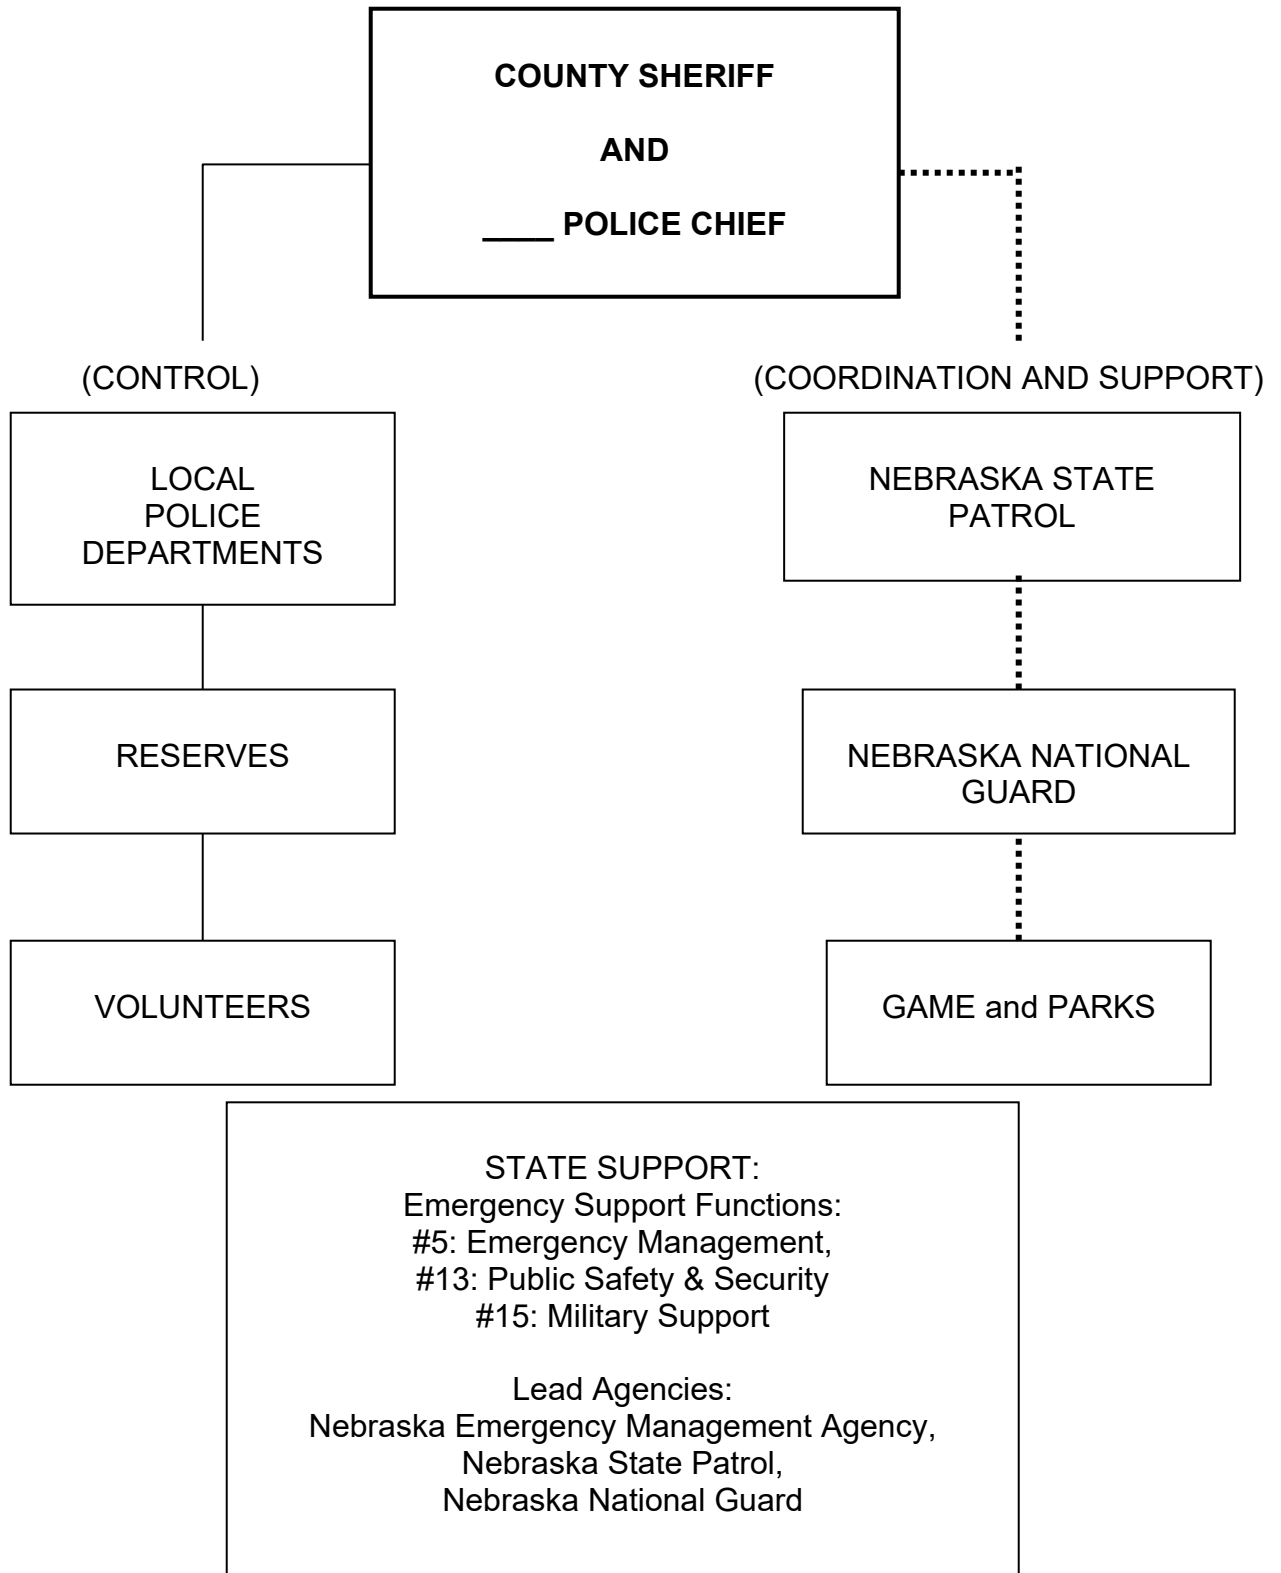 COUNTY SHERIFF
AND
____ POLICE CHIEF
(CONTROL)
(COORDINATION AND SUPPORT)
LOCAL
POLICE
DEPARTMENTS
NEBRASKA STATE
PATROL
RESERVES
NEBRASKA NATIONAL
GUARD
VOLUNTEERS
GAME and PARKS
STATE SUPPORT:
Emergency Support Functions:
#5: Emergency Management,
#13: Public Safety & Security
#15: Military Support
Lead Agencies:
Nebraska Emergency Management Agency,
Nebraska State Patrol,
Nebraska National Guard